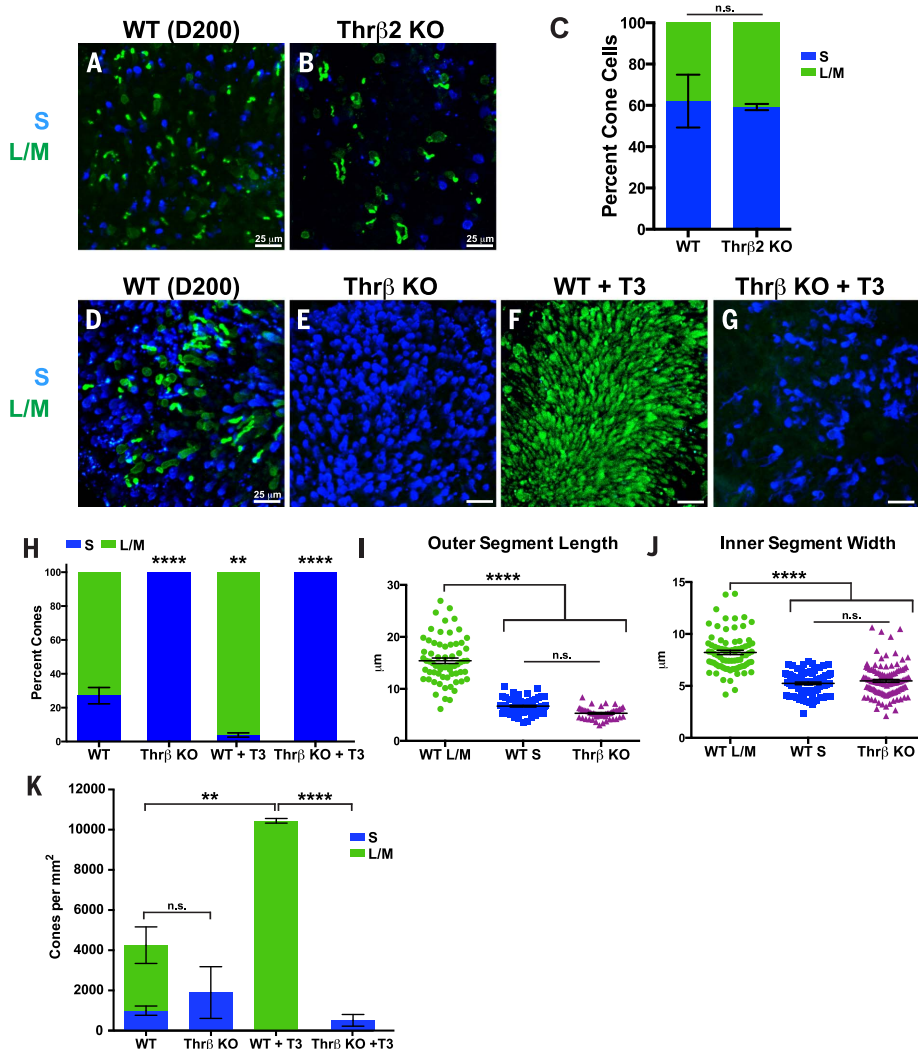 WT (D200) Thrβ2 KO
A B
S
L/M
25 μm 25 μm
C n.s.
S
L/M
Percent Cone Cells
100
80
60
40
20
0
WT Thrβ2 KO
WT (D200) Thrβ KO WT + T3 Thrβ KO + T3
D E F G
S
L/M
25 μm
H S L/M
**** ** ****
Percent Cones
100
80
60
40
20
0
WT Thrβ KO WT + T3 Thrβ KO + T3
I Outer Segment Length
****
n.s.
μm
30
20
10
0
WT L/M WT S Thrβ KO
J Inner Segment Width
****
n.s.
μm
15
10
5
0
WT L/M WT S Thrβ KO
K
** ****
n.s.
S
L/M
Cones per mm²
12000
10000
8000
6000
4000
2000
0
WT Thrβ KO WT + T3 Thrβ KO +T3